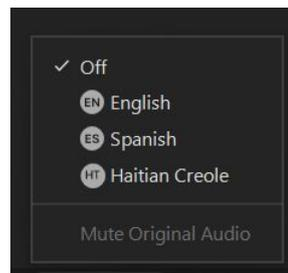 Off
EN English
ES Spanish
HT Haitian Creole
Mute Original Audio